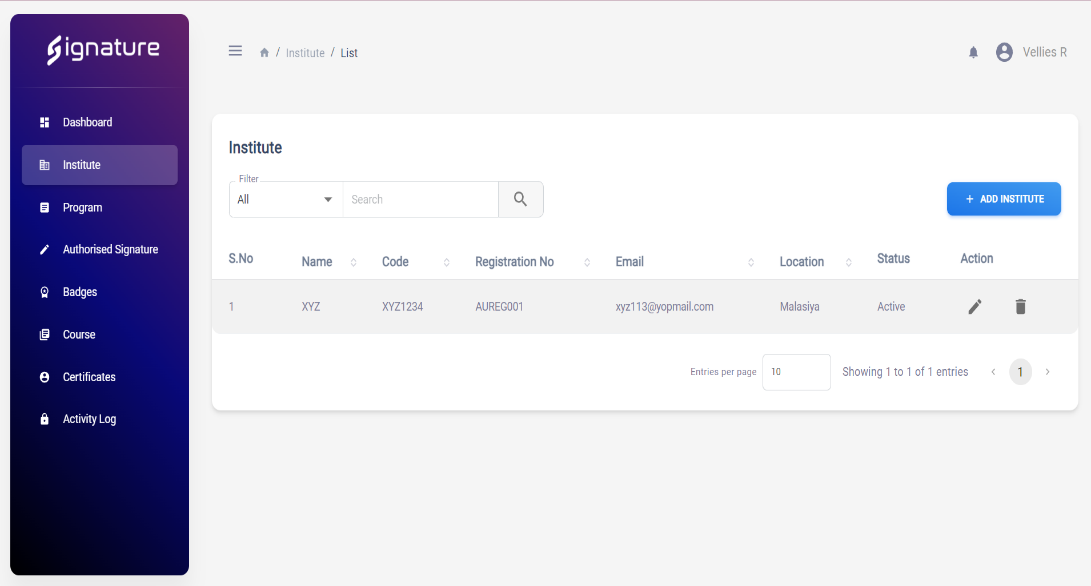 Signature
/ Institute / List
Vellies R
Dashboard
Institute
Program
Authorised Signature
Badges
Course
Certificates
Activity Log
Institute
Filter
All
Search
+ ADD INSTITUTE
S.No Name Code Registration No Email Location Status Action
1 XYZ XYZ1234 AUREG001 xyz113@yopmail.com Malasiya Active
Entries per page 10 Showing 1 to 1 of 1 entries ‹ 1 ›